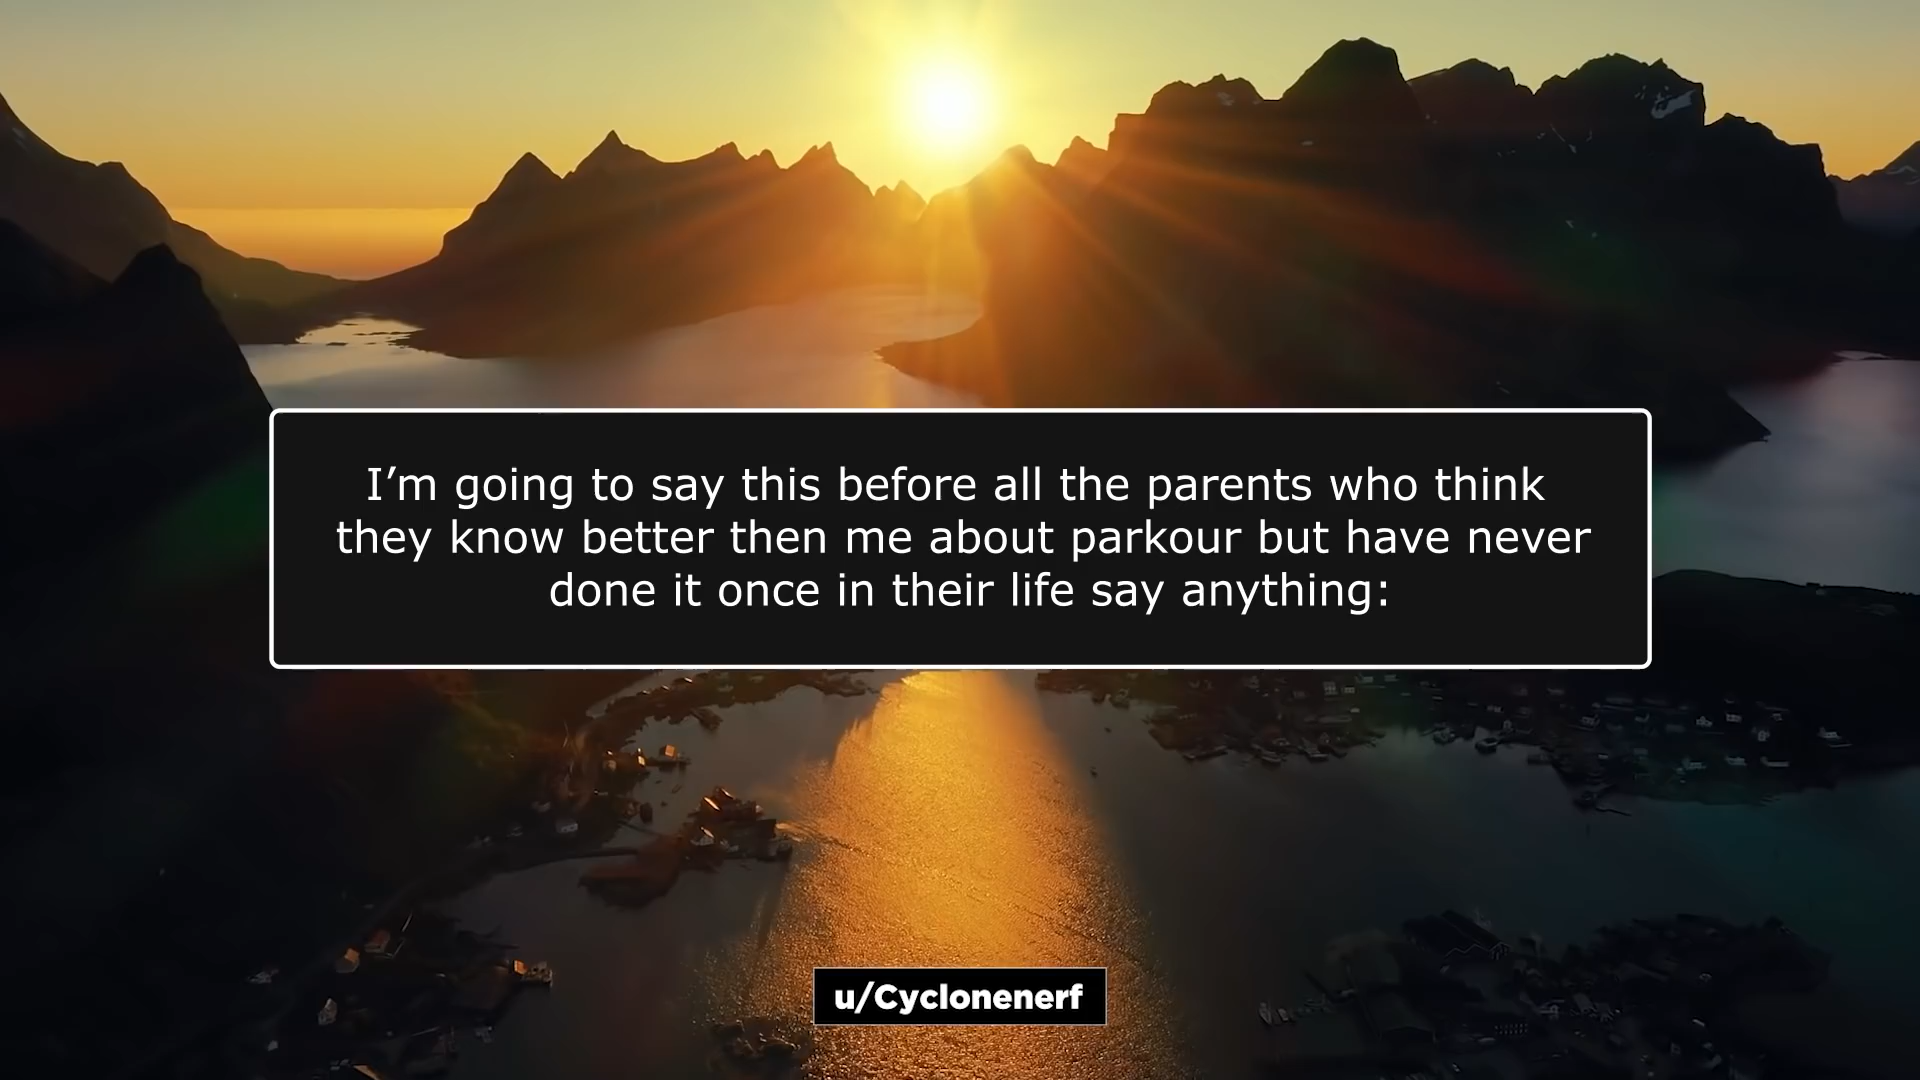 I’m going to say this before all the parents who think
they know better then me about parkour but have never
done it once in their life say anything:
u/Cyclonenerf